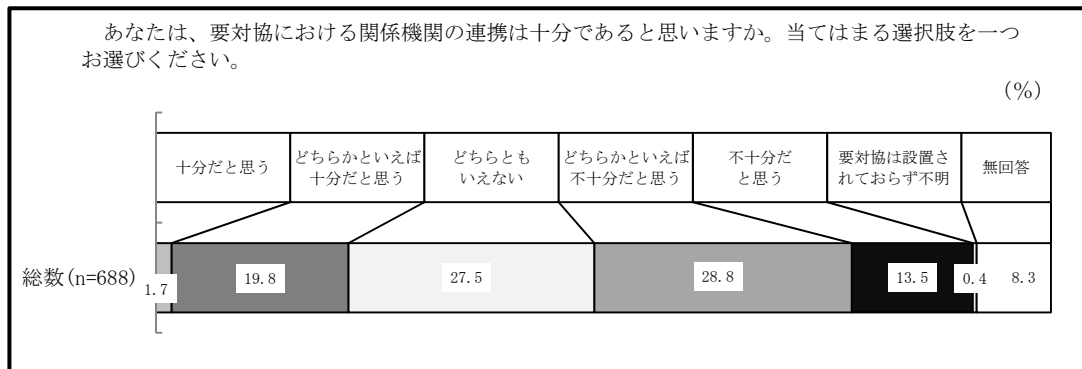 あなたは、要対協における関係機関の連携は十分であると思いますか。当てはまる選択肢を一つ
お選びください。
(%)
十分だと思う
どちらかといえば
十分だと思う
どちらとも
いえない
どちらかといえば
不十分だと思う
不十分だ
と思う
要対協は設置さ
れておらず不明
無回答
総数(n=688)
1.7
19.8
27.5
28.8
13.5
0.4
8.3